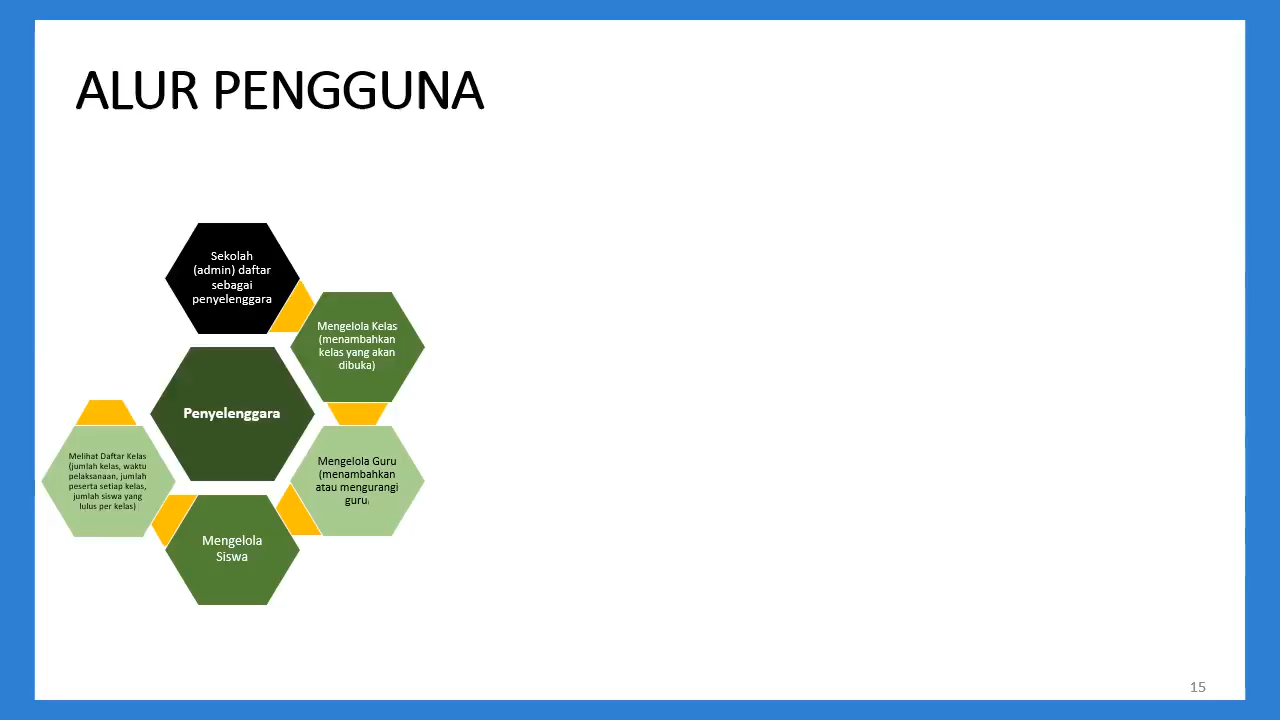 ALUR PENGGUNA
Sekolah
(admin) daftar
sebagai
penyelenggara
Mengelola Kelas
(menambahkan
kelas yang akan
dibuka)
Penyelenggara
Mengelola Guru
(menambahkan
atau mengurangi
guru)
Mengelola
Siswa
Melihat Daftar Kelas
(jumlah kelas, waktu
pelaksanaan, jumlah
peserta setiap kelas,
jumlah siswa yang
lulus per kelas)
15